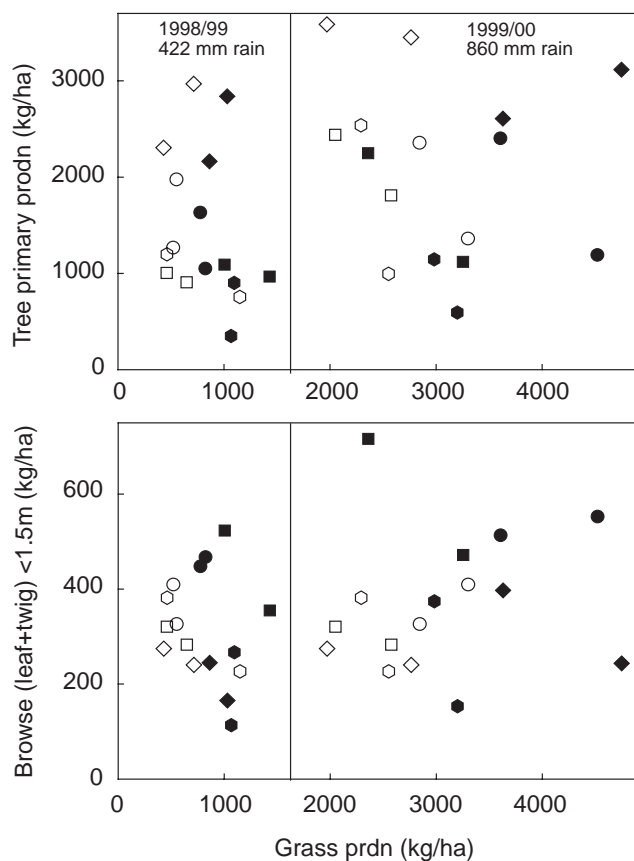 1998/99
422 mm rain
1999/00
860 mm rain
Tree primary prodn (kg/ha)
3000
2000
1000
0
0 1000 2000 3000 4000
Browse (leaf+twig) <1.5m (kg/ha)
600
400
200
0
0 1000 2000 3000 4000
Grass prdn (kg/ha)